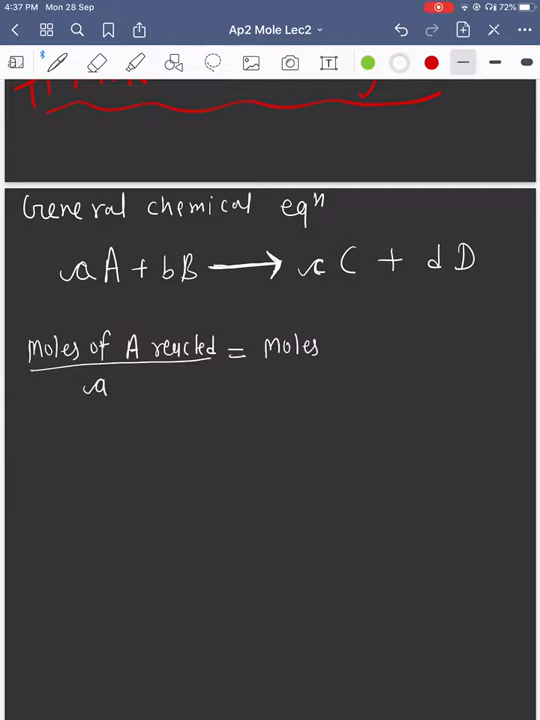 4:37 PM Mon 28 Sep
72%
Ap2 Mole Lec2
T
General chemical eqⁿ
aA + bB ⟶ cC + dD
Moles of A reacted = Moles
a